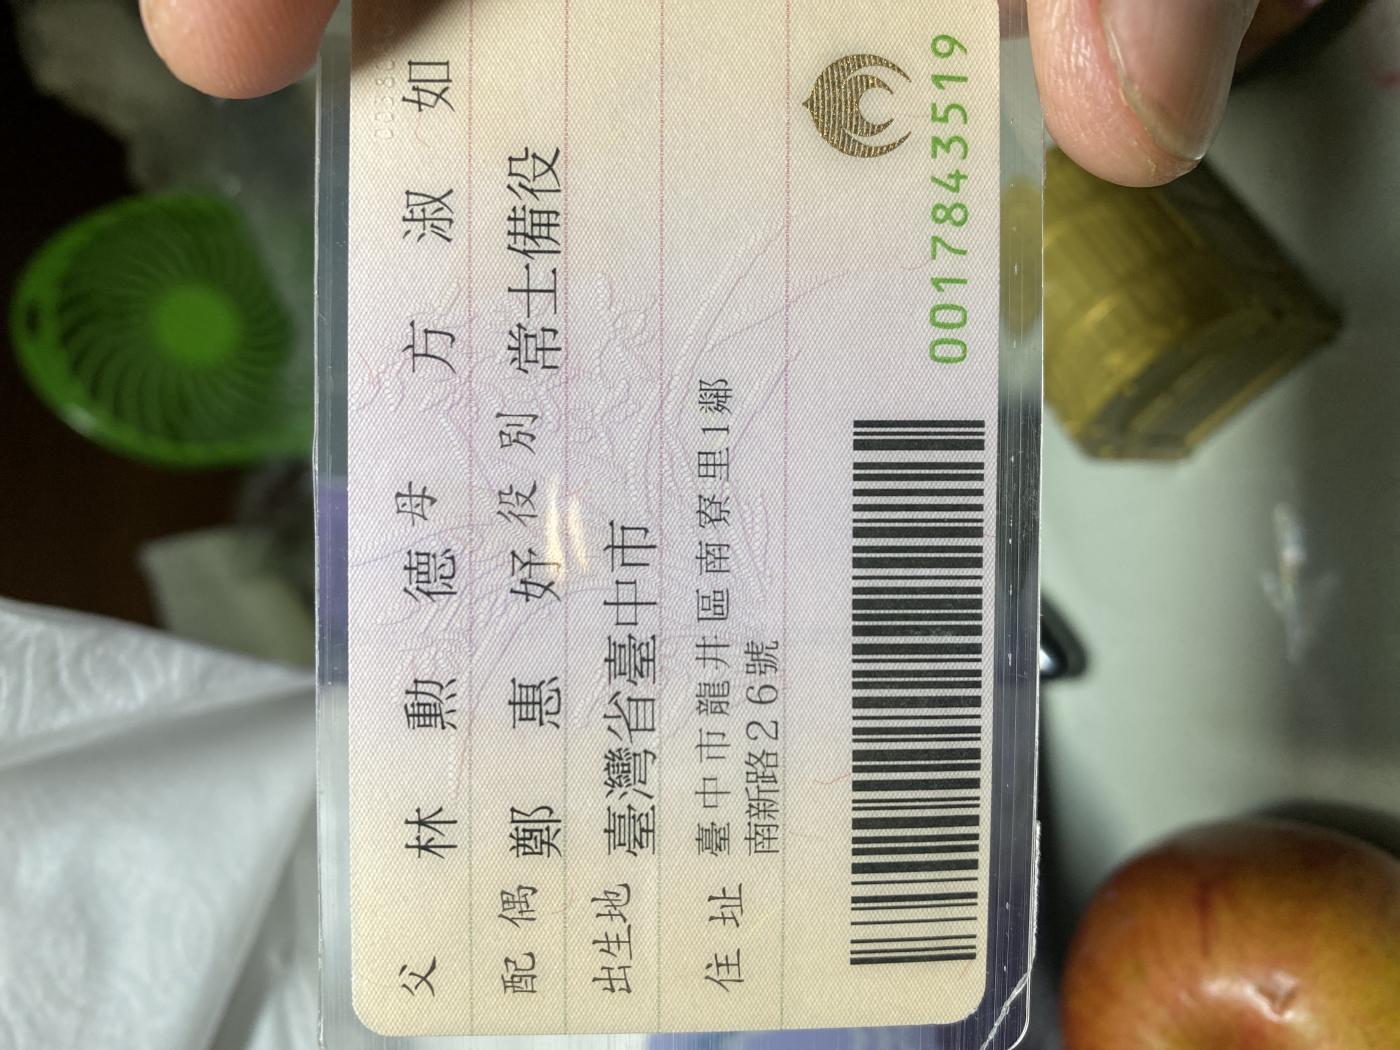 父 林 勳 德 母 方 淑 如
配偶 鄭 惠 妤 役別 常士備役
出生地 臺灣省臺中市
住址 臺中市龍井區南寮里1鄰
南新路26號
0017843519